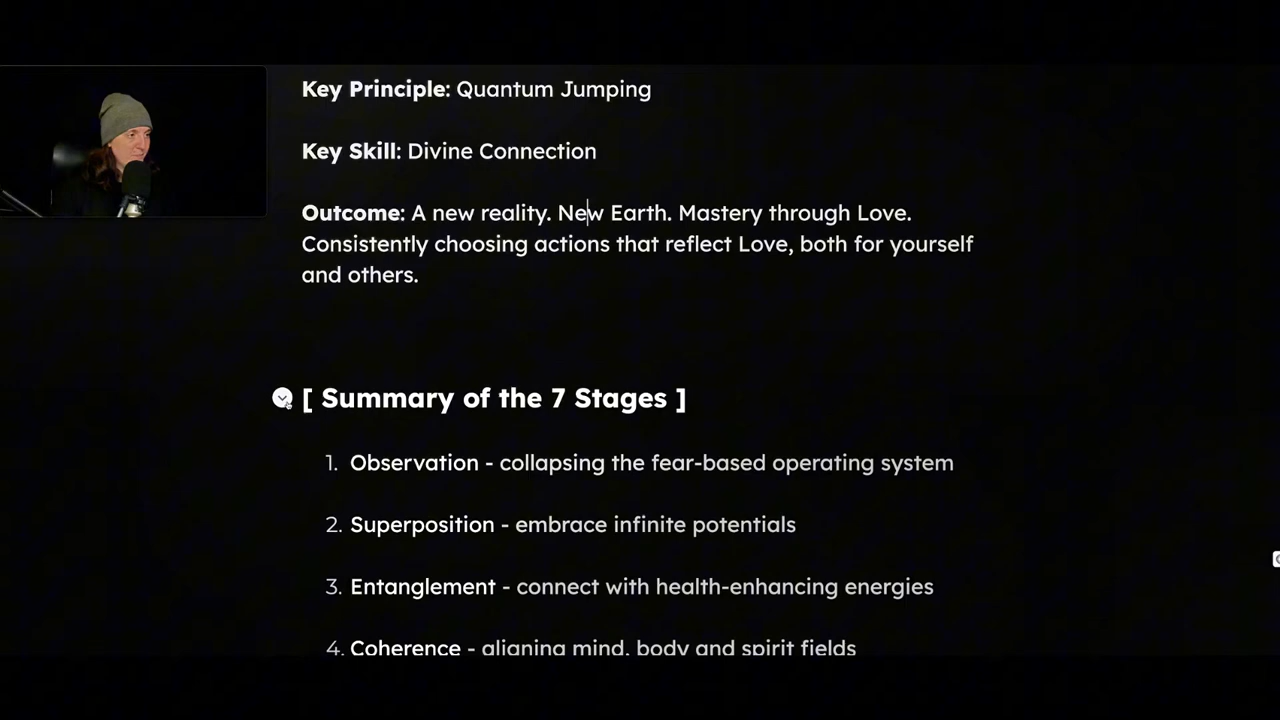 Key Principle: Quantum Jumping
Key Skill: Divine Connection
Outcome: A new reality. New Earth. Mastery through Love.
Consistently choosing actions that reflect Love, both for yourself
and others.
[ Summary of the 7 Stages ]
1. Observation - collapsing the fear-based operating system
2. Superposition - embrace infinite potentials
3. Entanglement - connect with health-enhancing energies
4. Coherence - aligning mind, body and spirit fields